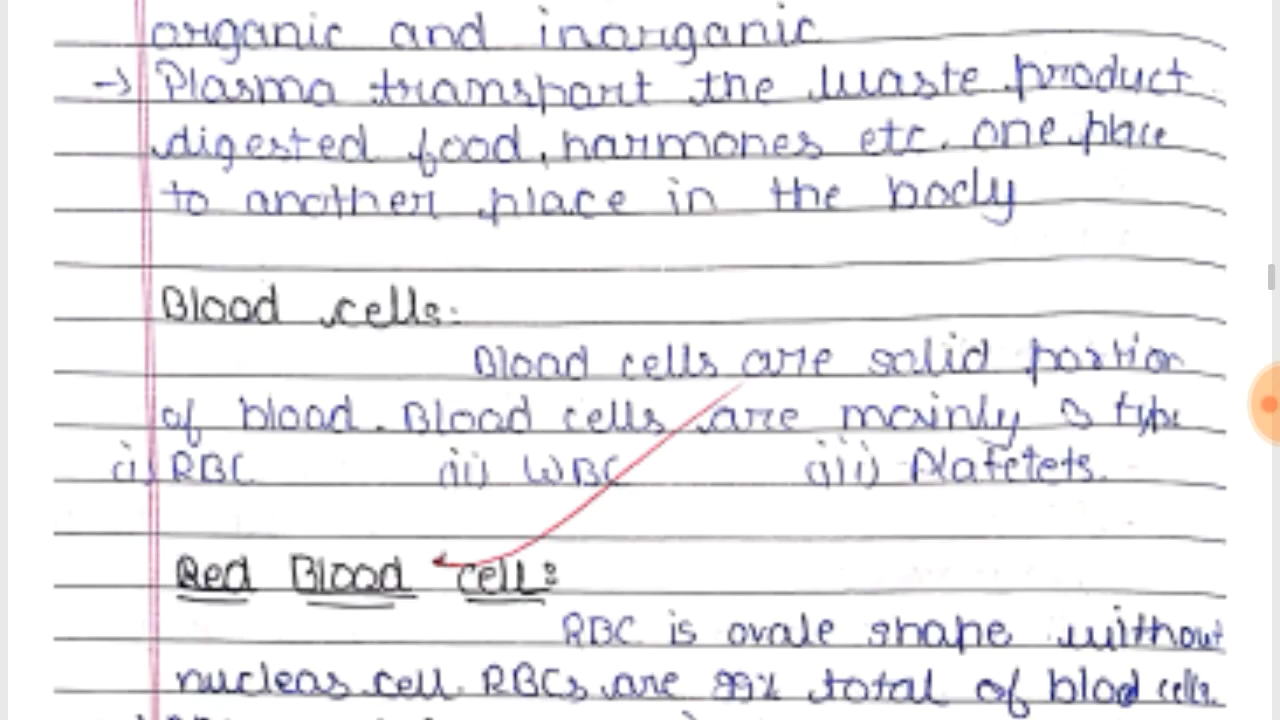 organic and inorganic
→ Plasma transport the waste product
digested food, harmones etc. one place
to another place in the body
Blood cells:
Blood cells are solid portion
of blood. Blood cells are mainly 3 type
(i) RBC (ii) WBC (iii) Platetets.
Red Blood cell:
RBC is ovale shape without
nucleas cell. RBCs are 99% total of blood cells.